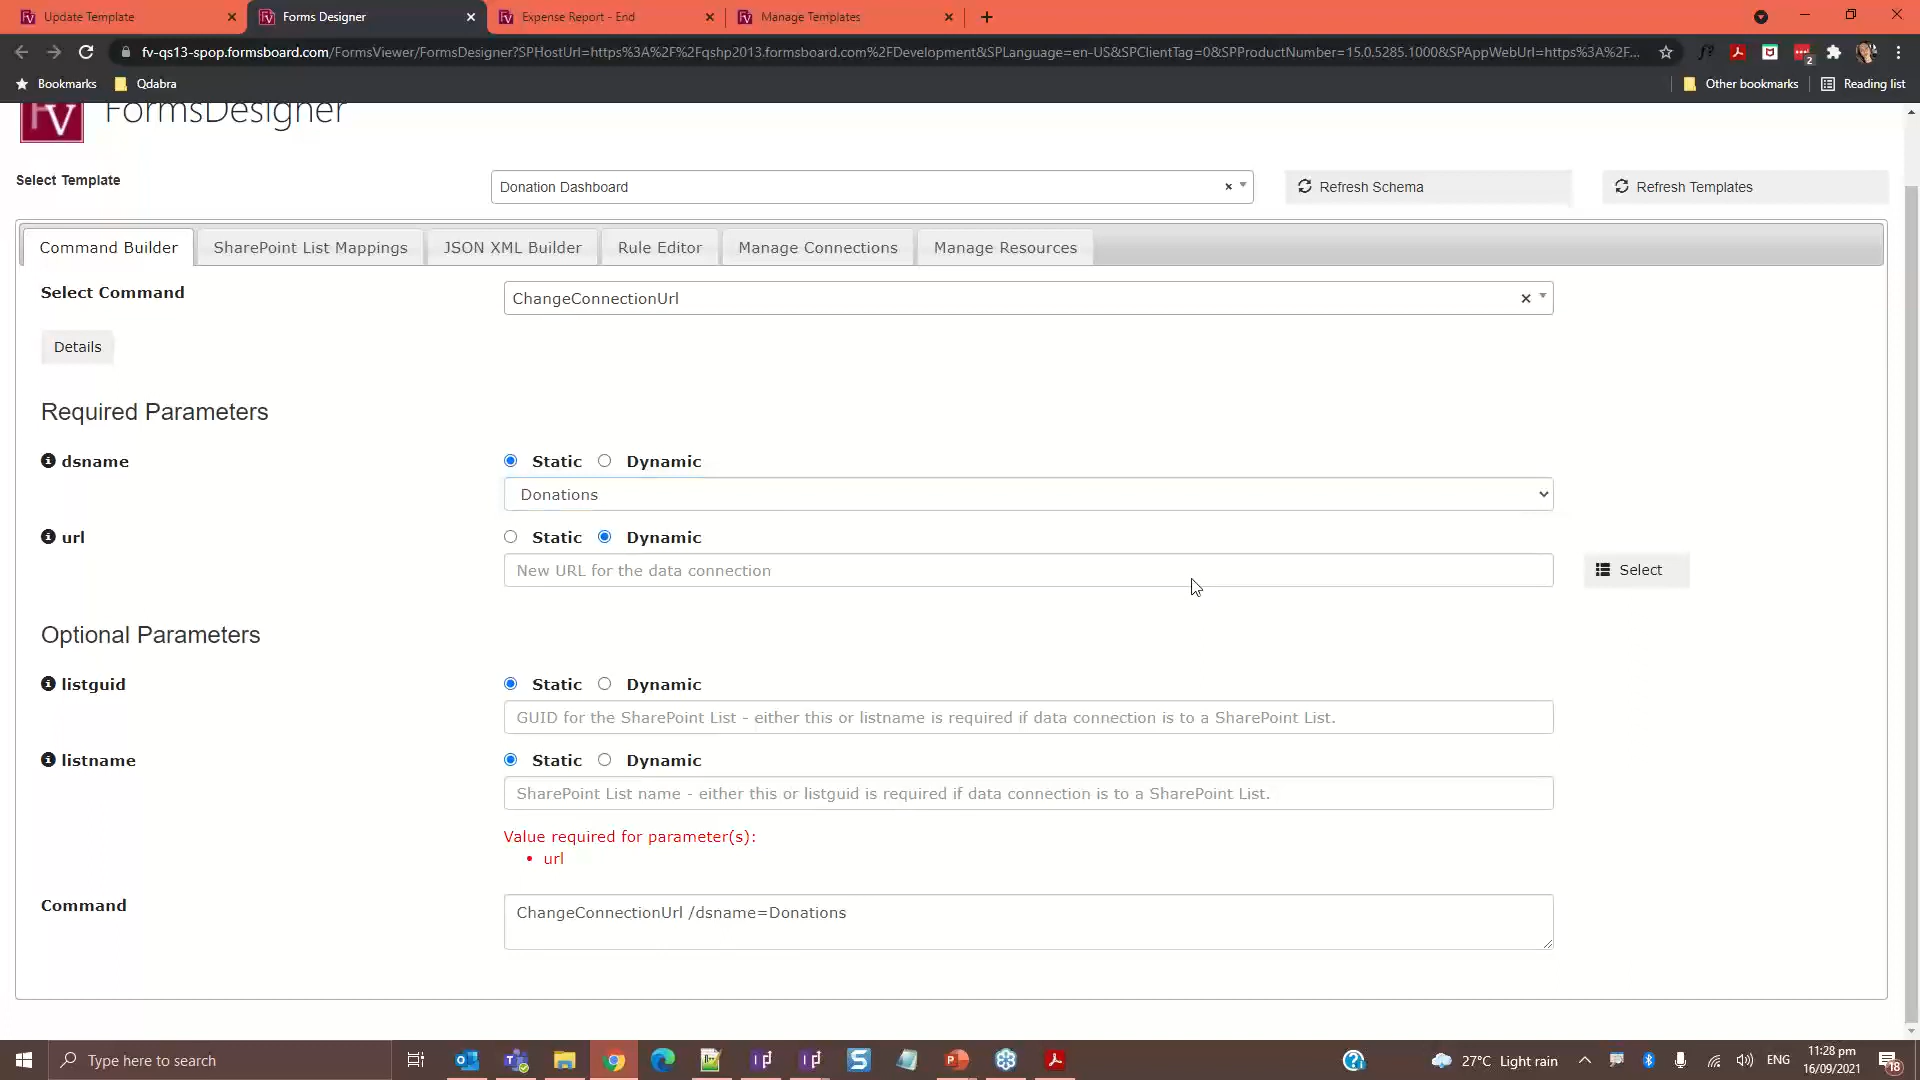 Update Template
Forms Designer
Expense Report - End
Manage Templates
fv-qs13-spop.formsboard.com/FormsViewer/FormsDesigner?SPHostUrl=https%3A%2F%2Fqshp2013.formsboard.com%2FDevelopment&SPLanguage=en-US&SPClientTag=0&SPProductNumber=15.0.5285.1000&SPAppWebUrl=https%3A%2F...
Bookmarks
Qdabra
Other bookmarks
Reading list
FormsDesigner
Select Template
Donation Dashboard
Refresh Schema
Refresh Templates
Command Builder
SharePoint List Mappings
JSON XML Builder
Rule Editor
Manage Connections
Manage Resources
Select Command
ChangeConnectionUrl
Details
Required Parameters
dsname
Static
Dynamic
Donations
url
Static
Dynamic
New URL for the data connection
Select
Optional Parameters
listguid
Static
Dynamic
GUID for the SharePoint List - either this or listname is required if data connection is to a SharePoint List.
listname
Static
Dynamic
SharePoint List name - either this or listguid is required if data connection is to a SharePoint List.
Value required for parameter(s):
• url
Command
ChangeConnectionUrl /dsname=Donations
Type here to search
27°C Light rain
ENG
11:28 pm
16/09/2021
18